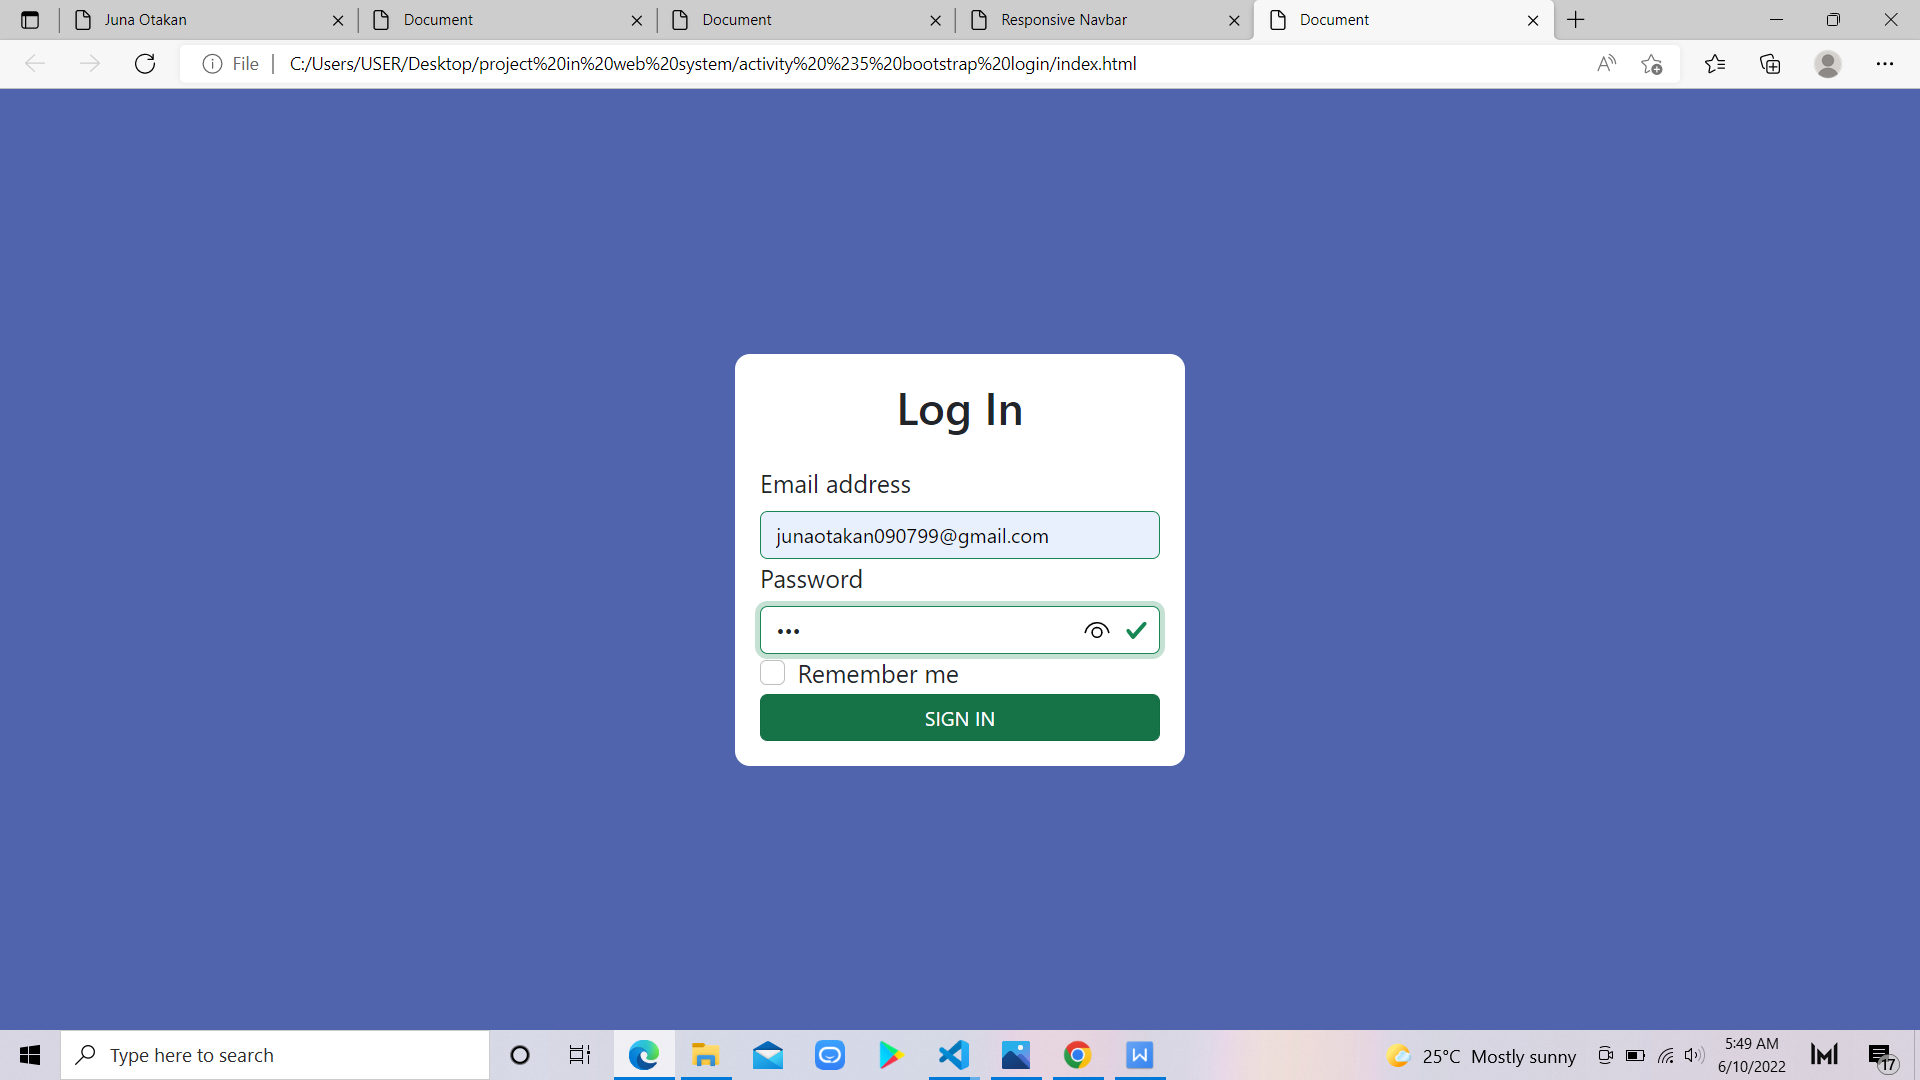 Juna Otakan
Document
Document
Responsive Navbar
Document
File
C:/Users/USER/Desktop/project%20in%20web%20system/activity%20%235%20bootstrap%20login/index.html
Log In
Email address
junaotakan090799@gmail.com
Password
Remember me
SIGN IN
Type here to search
25°C Mostly sunny
5:49 AM
6/10/2022
17